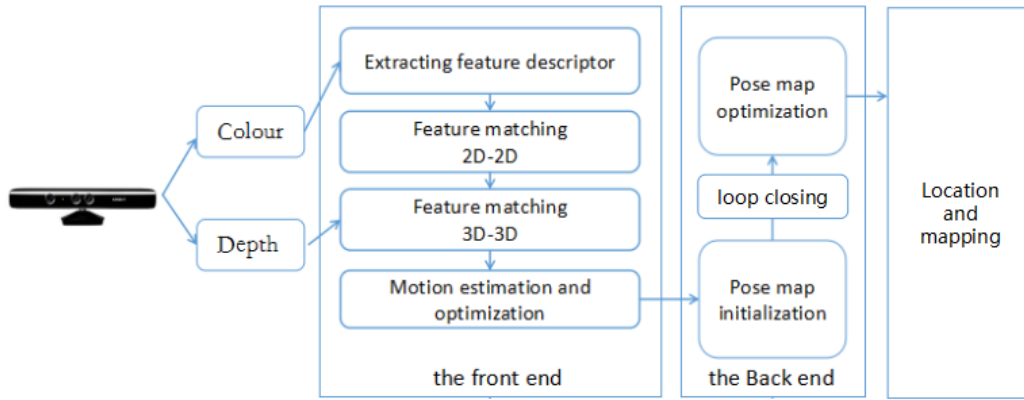 Colour
Depth
Extracting feature descriptor
Feature matching
2D-2D
Feature matching
3D-3D
Motion estimation and
optimization
the front end
Pose map
optimization
loop closing
Pose map
initialization
the Back end
Location
and
mapping